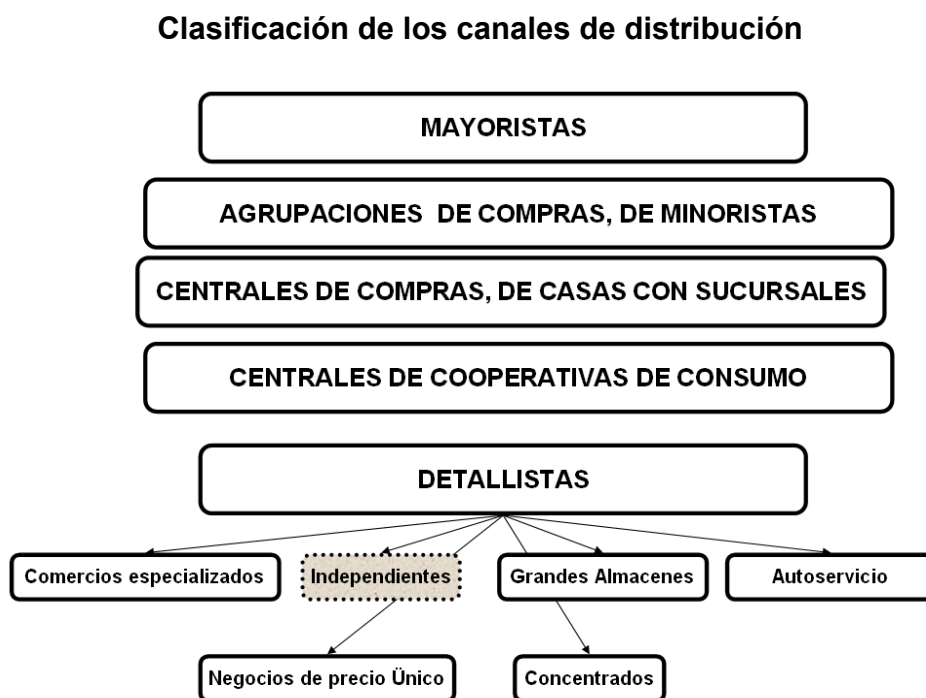 Clasificación de los canales de distribución
MAYORISTAS
AGRUPACIONES DE COMPRAS, DE MINORISTAS
CENTRALES DE COMPRAS, DE CASAS CON SUCURSALES
CENTRALES DE COOPERATIVAS DE CONSUMO
DETALLISTAS
Comercios especializados
Independientes
Grandes Almacenes
Autoservicio
Negocios de precio Ünico
Concentrados